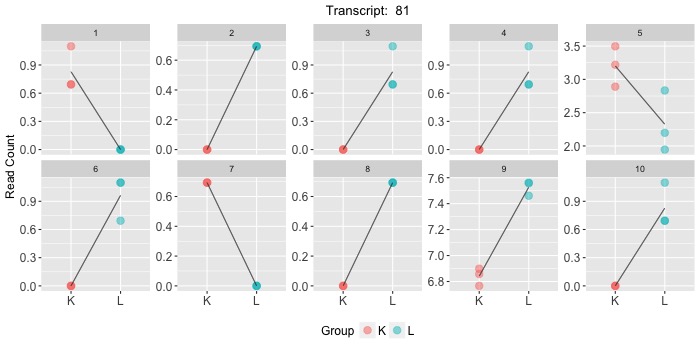 Transcript: 81
1 2 3 4 5
0.9 0.6 0.3 0.0
0.6 0.4 0.2 0.0
0.9 0.6 0.3 0.0
0.9 0.6 0.3 0.0
3.5 3.0 2.5 2.0
Read Count
6 7 8 9 10
0.9 0.6 0.3 0.0
0.6 0.4 0.2 0.0
0.6 0.4 0.2 0.0
7.6 7.2 7.0 6.8
0.9 0.6 0.3 0.0
K L K L K L K L K L
Group K L